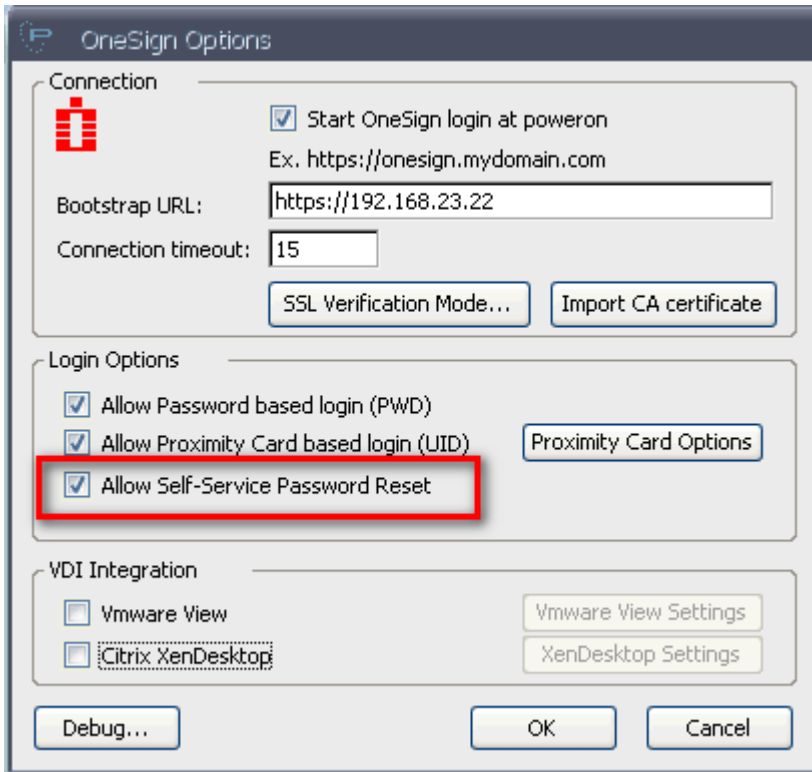 OneSign Options
Connection
Start OneSign login at poweron
Ex. https://onesign.mydomain.com
Bootstrap URL: https://192.168.23.22
Connection timeout: 15
SSL Verification Mode... Import CA certificate
Login Options
Allow Password based login (PWD)
Allow Proximity Card based login (UID) Proximity Card Options
Allow Self-Service Password Reset
VDI Integration
Vmware View Vmware View Settings
Citrix XenDesktop XenDesktop Settings
Debug... OK Cancel